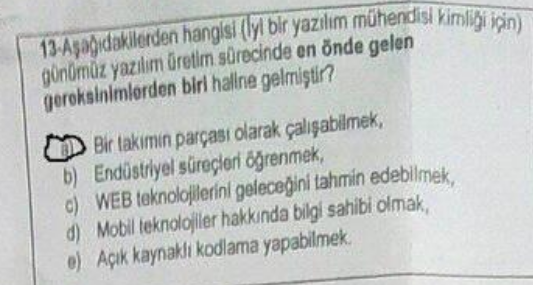 13-Aşağıdakilerden hangisi (İyi bir yazılım mühendisi kimliği için)
günümüz yazılım üretim sürecinde en önde gelen
gereksinimlerden biri haline gelmiştir?
a) Bir takımın parçası olarak çalışabilmek,
b) Endüstriyel süreçleri öğrenmek,
c) WEB teknolojilerini geleceğini tahmin edebilmek,
d) Mobil teknolojiler hakkında bilgi sahibi olmak,
e) Açık kaynaklı kodlama yapabilmek.